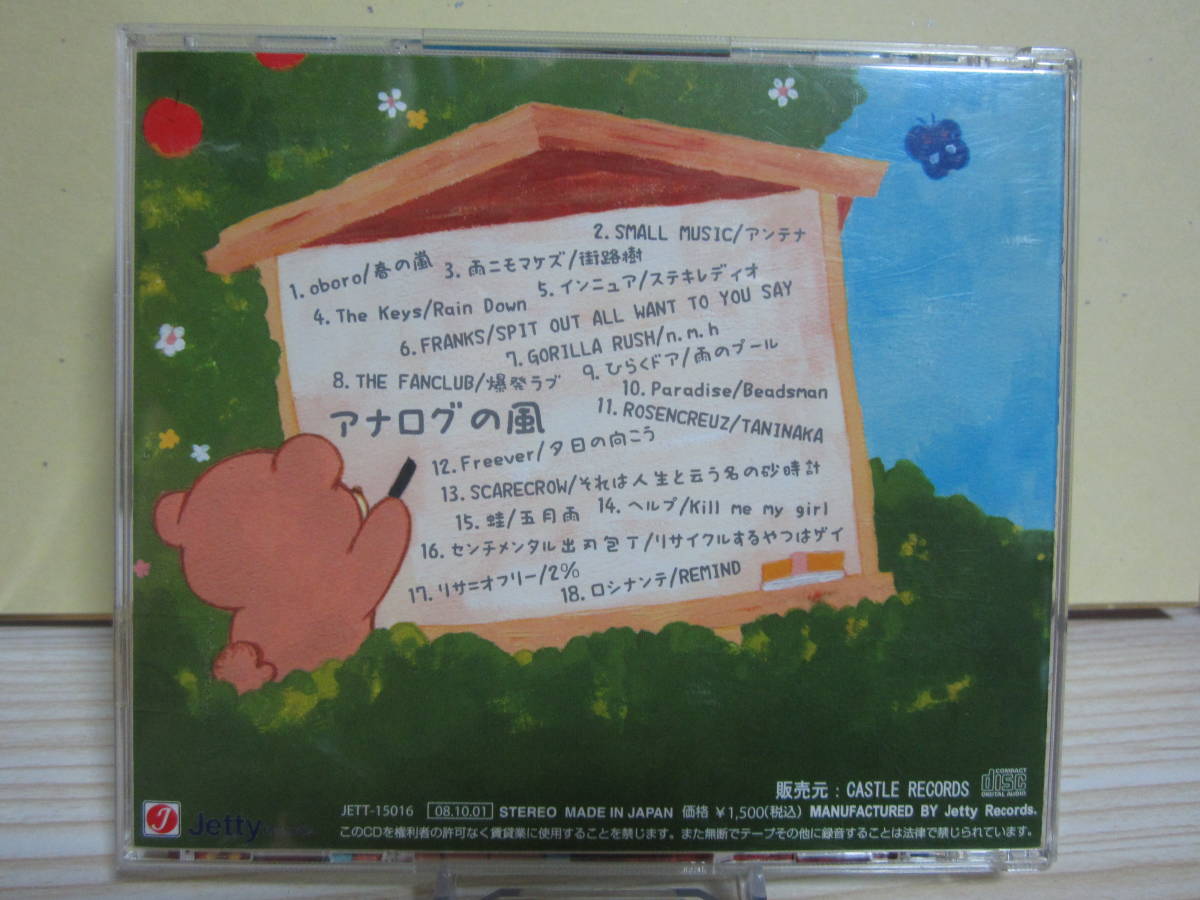 1. oboro/春の嵐
2. SMALL MUSIC/アンテナ
3. 雨ニモマケズ/街路樹
4. The Keys/Rain Down
5. インニュア/ステキレディオ
6. FRANKS/SPIT OUT ALL WANT TO YOU SAY
7. GORILLA RUSH/n.m.h
8. THE FANCLUB/爆発ラブ
9. ひらくドア/雨のプール
10. Paradise/Beadsman
11. ROSENCREUZ/TANINAKA
アナログの風
12. Freever/夕日の向こう
13. SCARECROW/それは人生と云う名の砂時計
14. ヘルプ/Kill me my girl
15. 蛙/五月雨
16. センチメンタル出刃包丁/リサイクルするやつはゲイ
17. リサニオフリー/2%
18. ロシナンテ/REMIND
販売元：CASTLE RECORDS
COMPACT
disc
DIGITAL AUDIO
J Jetty
JETT-15016 08.10.01 STEREO MADE IN JAPAN 価格 ￥1,500(税込) MANUFACTURED BY Jetty Records.
このCDを権利者の許可なく賃貸業に使用することを禁じます。また無断でテープその他に録音することは法律で禁じられています。